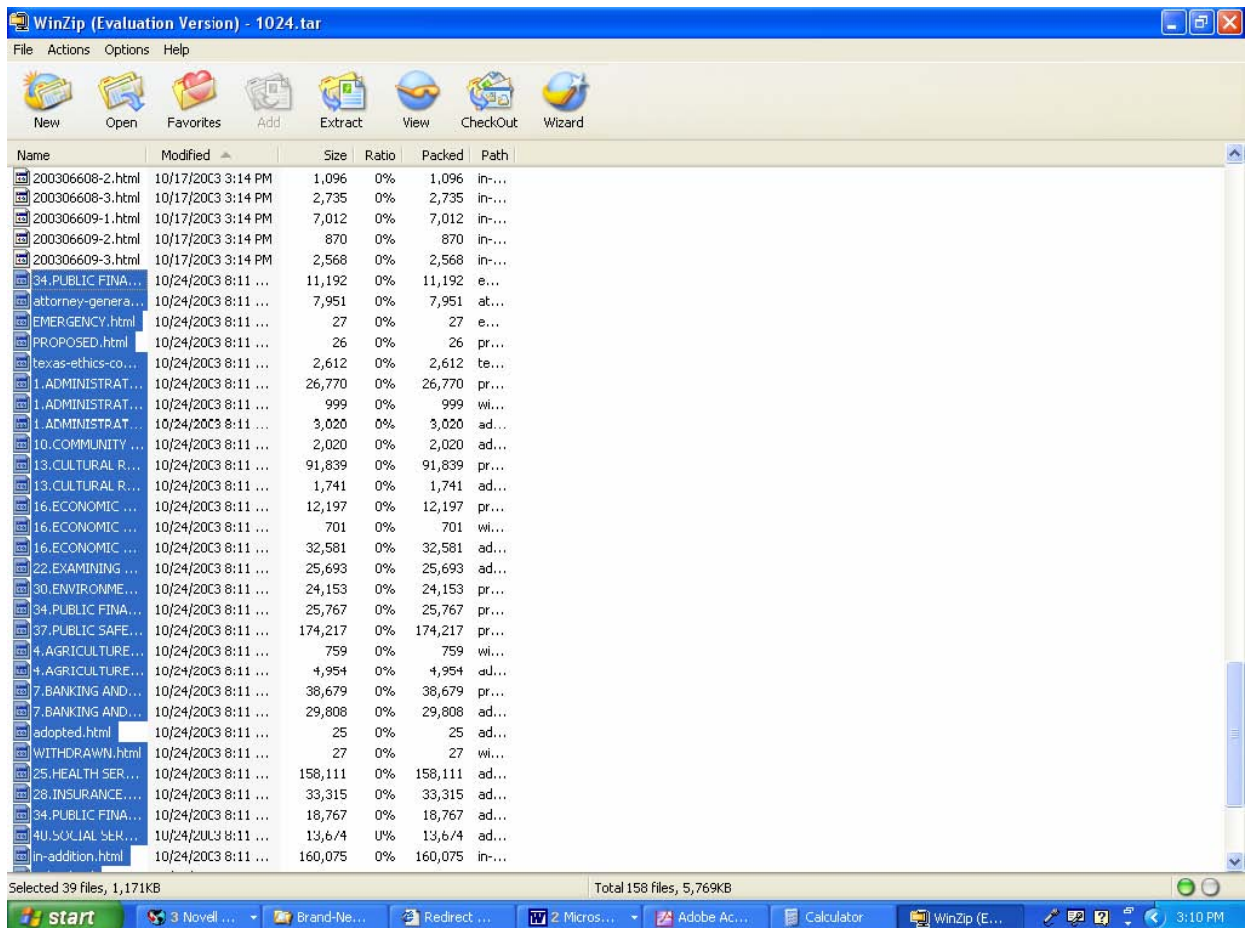 WinZip (Evaluation Version) - 1024.tar
File Actions Options Help
New Open Favorites Add Extract View CheckOut Wizard
Name Modified Size Ratio Packed Path
200306608-2.html 10/17/2003 3:14 PM 1,096 0% 1,096 in-...
200306608-3.html 10/17/2003 3:14 PM 2,735 0% 2,735 in-...
200306609-1.html 10/17/2003 3:14 PM 7,012 0% 7,012 in-...
200306609-2.html 10/17/2003 3:14 PM 870 0% 870 in-...
200306609-3.html 10/17/2003 3:14 PM 2,568 0% 2,568 in-...
34.PUBLIC FINA... 10/24/2003 8:11 ... 11,192 0% 11,192 e...
attorney-genera... 10/24/2003 8:11 ... 7,951 0% 7,951 at...
EMERGENCY.html 10/24/2003 8:11 ... 27 0% 27 e...
PROPOSED.html 10/24/2003 8:11 ... 26 0% 26 pr...
texas-ethics-co... 10/24/2003 8:11 ... 2,612 0% 2,612 te...
1.ADMINISTRAT... 10/24/2003 8:11 ... 26,770 0% 26,770 pr...
1.ADMINISTRAT... 10/24/2003 8:11 ... 999 0% 999 wi...
1.ADMINISTRAT... 10/24/2003 8:11 ... 3,020 0% 3,020 ad...
10.COMMUNITY ... 10/24/2003 8:11 ... 2,020 0% 2,020 ad...
13.CULTURAL R... 10/24/2003 8:11 ... 91,839 0% 91,839 pr...
13.CULTURAL R... 10/24/2003 8:11 ... 1,741 0% 1,741 ad...
16.ECONOMIC ... 10/24/2003 8:11 ... 12,197 0% 12,197 pr...
16.ECONOMIC ... 10/24/2003 8:11 ... 701 0% 701 wi...
16.ECONOMIC ... 10/24/2003 8:11 ... 32,581 0% 32,581 ad...
22.EXAMINING ... 10/24/2003 8:11 ... 25,693 0% 25,693 ad...
30.ENVIRONME... 10/24/2003 8:11 ... 24,153 0% 24,153 pr...
34.PUBLIC FINA... 10/24/2003 8:11 ... 25,767 0% 25,767 pr...
37.PUBLIC SAFE... 10/24/2003 8:11 ... 174,217 0% 174,217 pr...
4.AGRICULTURE... 10/24/2003 8:11 ... 759 0% 759 wi...
4.AGRICULTURE... 10/24/2003 8:11 ... 4,954 0% 4,954 ad...
7.BANKING AND... 10/24/2003 8:11 ... 38,679 0% 38,679 pr...
7.BANKING AND... 10/24/2003 8:11 ... 29,808 0% 29,808 ad...
adopted.html 10/24/2003 8:11 ... 25 0% 25 ad...
WITHDRAWN.html 10/24/2003 8:11 ... 27 0% 27 wi...
25.HEALTH SER... 10/24/2003 8:11 ... 158,111 0% 158,111 ad...
28.INSURANCE.... 10/24/2003 8:11 ... 33,315 0% 33,315 ad...
34.PUBLIC FINA... 10/24/2003 8:11 ... 18,767 0% 18,767 ad...
40.SOCIAL SER... 10/24/2003 8:11 ... 13,674 0% 13,674 ad...
in-addition.html 10/24/2003 8:11 ... 160,075 0% 160,075 in-...
Selected 39 files, 1,171KB Total 158 files, 5,769KB
start 3 Novell ... Brand-Ne... Redirect ... 2 Micros... Adobe Ac... Calculator WinZip (E... 3:10 PM